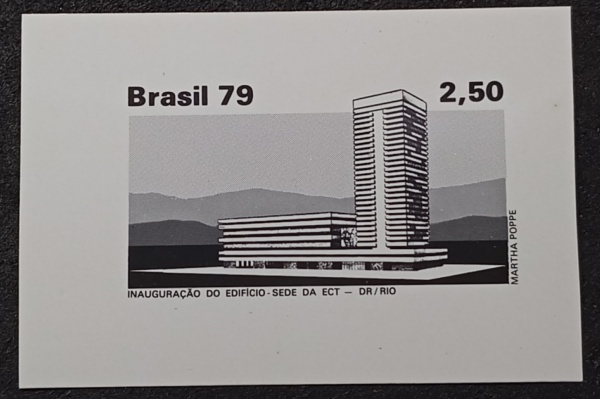 Brasil 79
2,50
INAUGURAÇÃO DO EDIFÍCIO-SEDE DA ECT — DR/RIO
MARTHA POPPE